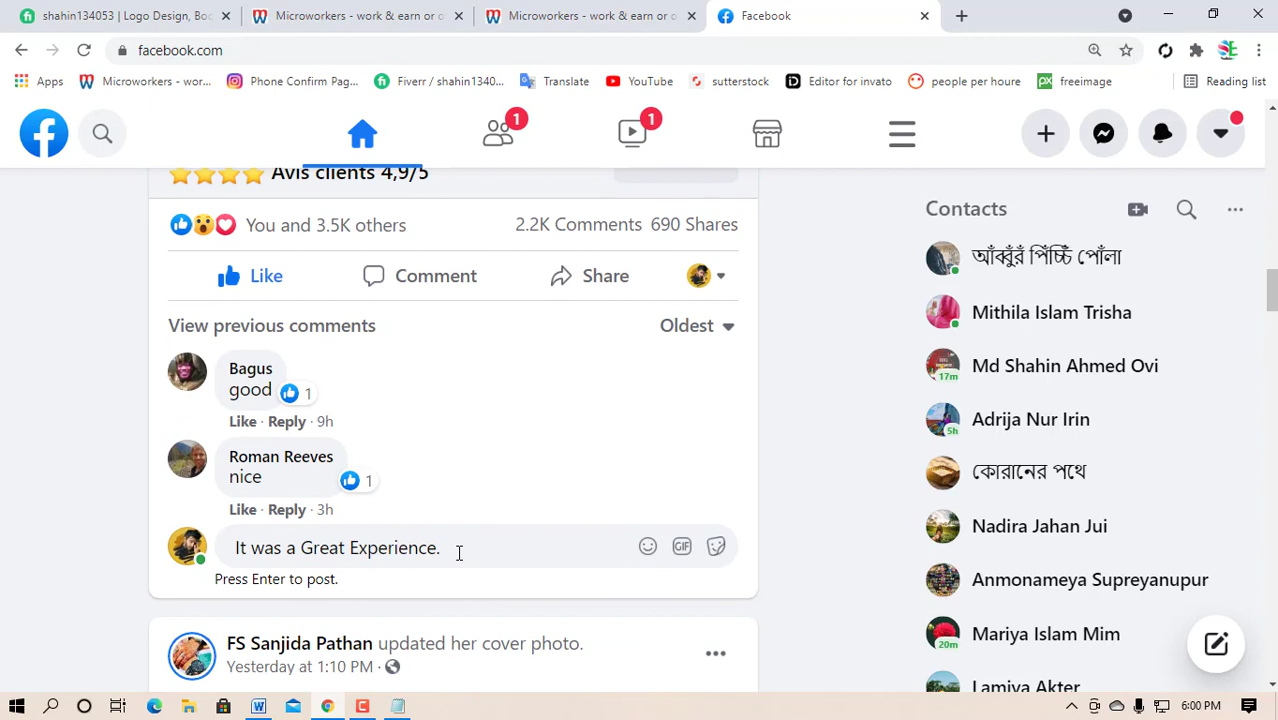 shahin134053 | Logo Design, Boo
Microworkers - work & earn or o
Microworkers - work & earn or o
Facebook
facebook.com
Apps
Microworkers - wor...
Phone Confirm Pag...
Fiverr / shahin1340...
Translate
YouTube
sutterstock
Editor for invato
people per houre
freeimage
Reading list
1
1
Avis clients 4,9/5
You and 3.5K others
2.2K Comments 690 Shares
Like
Comment
Share
View previous comments
Oldest
Bagus
good
1
Like · Reply · 9h
Roman Reeves
nice
1
Like · Reply · 3h
It was a Great Experience.
GIF
Press Enter to post.
FS Sanjida Pathan updated her cover photo.
Yesterday at 1:10 PM ·
Contacts
আঁব্বুঁরঁ পিঁচ্চিঁ পোঁলা
Mithila Islam Trisha
Md Shahin Ahmed Ovi
17m
Adrija Nur Irin
5h
কোরানের পথে
Nadira Jahan Jui
Anmonameya Supreyanupur
Mariya Islam Mim
20m
Lamiya Akter
6:00 PM